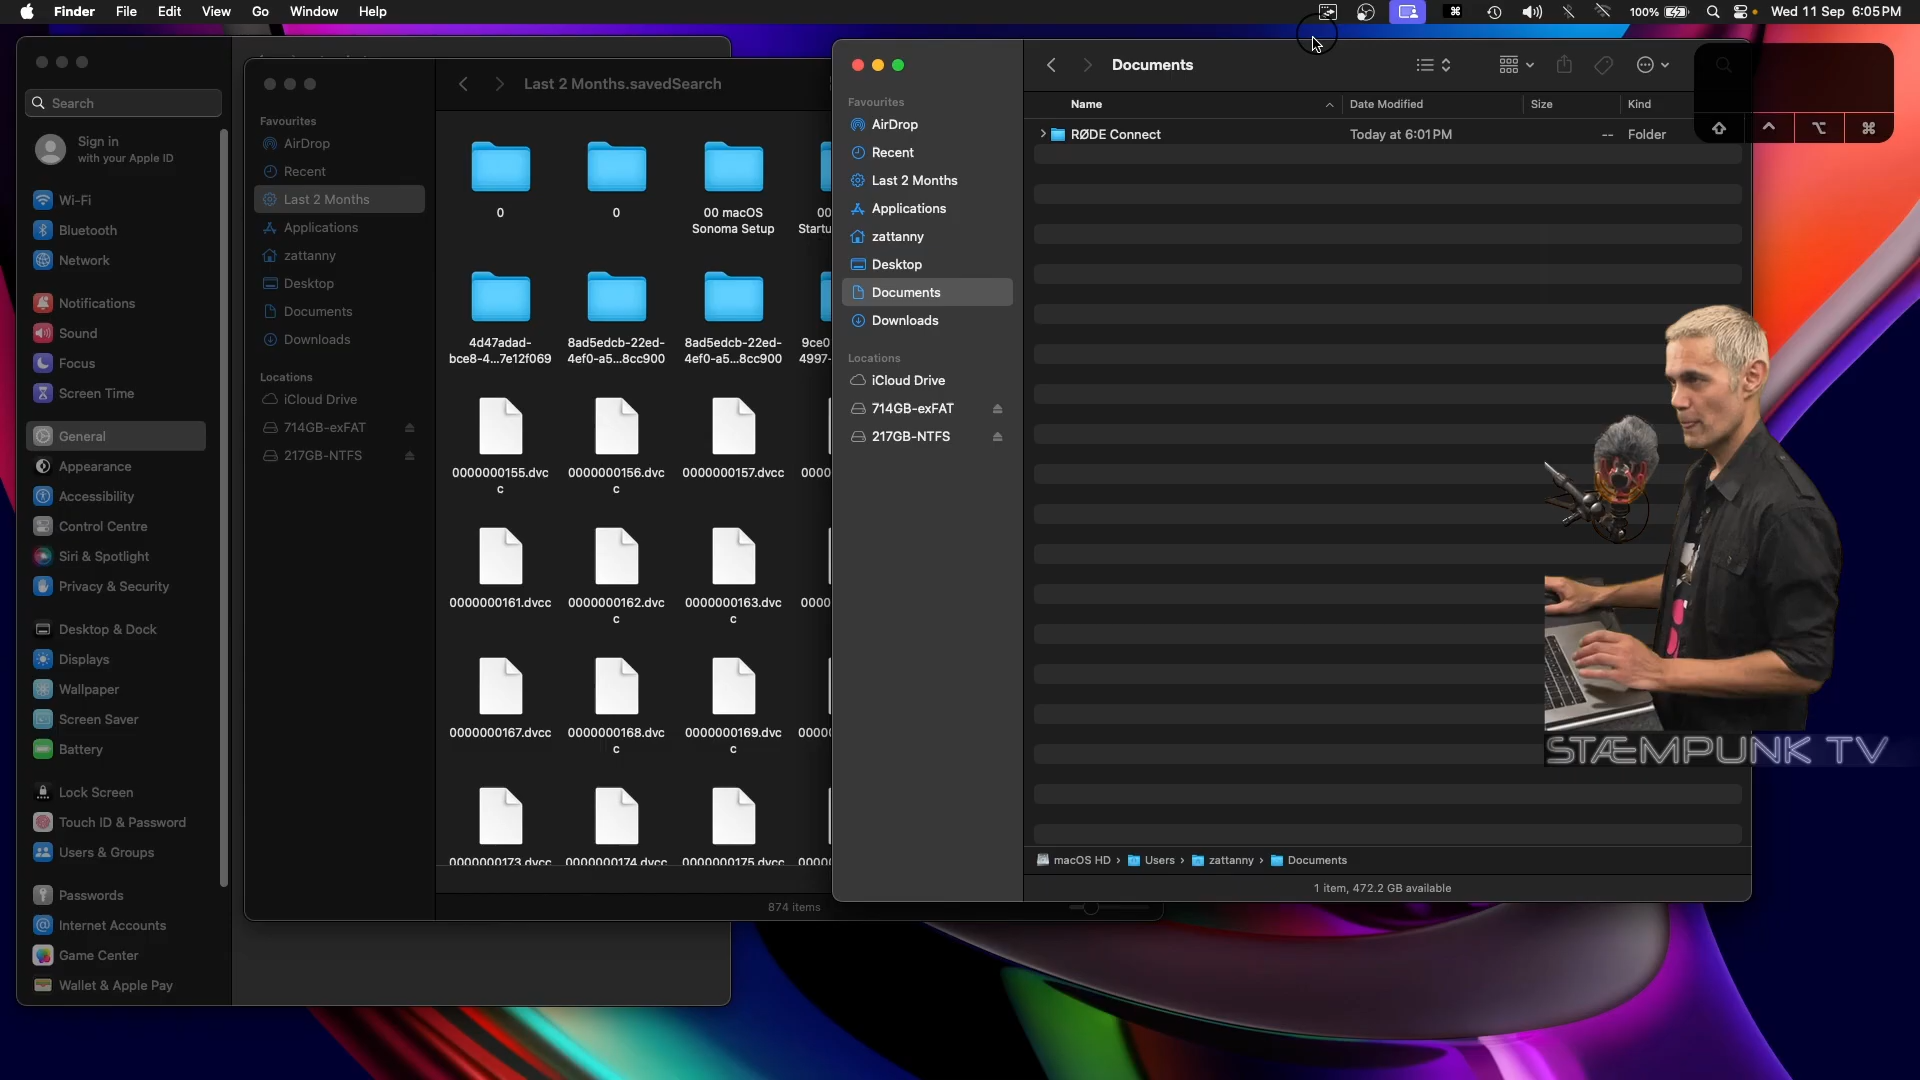 Finder File Edit View Go Window Help
100% Wed 11 Sep 6:05 PM
Search
Sign in
with your Apple ID
Wi-Fi
Bluetooth
Network
Notifications
Sound
Focus
Screen Time
General
Appearance
Accessibility
Control Centre
Siri & Spotlight
Privacy & Security
Desktop & Dock
Displays
Wallpaper
Screen Saver
Battery
Lock Screen
Touch ID & Password
Users & Groups
Passwords
Internet Accounts
Game Center
Wallet & Apple Pay
Last 2 Months.savedSearch
Favourites
AirDrop
Recent
Last 2 Months
Applications
zattanny
Desktop
Documents
Downloads
Locations
iCloud Drive
714GB-exFAT
217GB-NTFS
0
0
00 macOS
Sonoma Setup
00
Startu
4d47adad-
bce8-4...7e12f069
8ad5edcb-22ed-
4ef0-a5...8cc900
8ad5edcb-22ed-
4ef0-a5...8cc900
9ce0
4997-
0000000155.dvc
c
0000000156.dvc
c
0000000157.dvcc
0000
0000000161.dvcc
0000000162.dvc
c
0000000163.dvc
c
0000
0000000167.dvcc
0000000168.dvc
c
0000000169.dvc
c
0000
0000000173.dvcc
0000000174.dvcc
0000000175.dvcc
0000
874 items
Documents
Favourites
AirDrop
Recent
Last 2 Months
Applications
zattanny
Desktop
Documents
Downloads
Locations
iCloud Drive
714GB-exFAT
217GB-NTFS
Name Date Modified Size Kind
RØDE Connect Today at 6:01 PM -- Folder
macOS HD › Users › zattanny › Documents
1 item, 472.2 GB available
STÆMPUNK TV